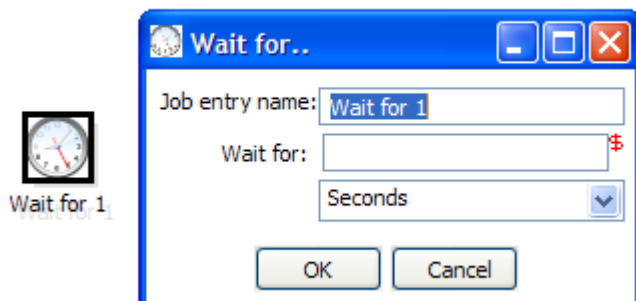 Wait for..
Job entry name: Wait for 1
Wait for: $
Seconds
OK Cancel
Wait for 1